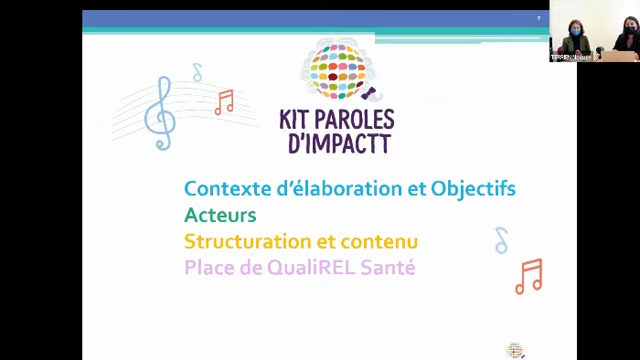 KIT PAROLES
D'IMPACTT
Contexte d'élaboration et Objectifs
Acteurs
Structuration et contenu
Place de QualiREL Santé